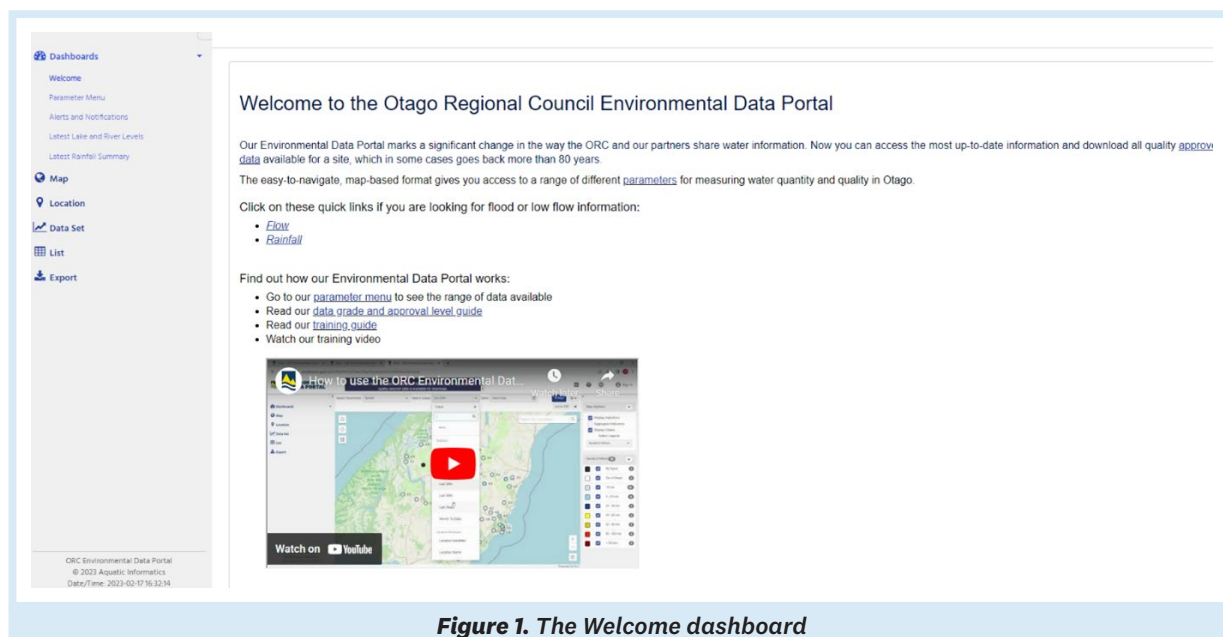 Dashboards
Welcome
Parameter Menu
Alerts and Notifications
Latest Lake and River Levels
Latest Rainfall Summary
Map
Location
Data Set
List
Export
ORC Environmental Data Portal
© 2023 Aquatic Informatics
Date/Time: 2023-02-17 16:32:14
Welcome to the Otago Regional Council Environmental Data Portal
Our Environmental Data Portal marks a significant change in the way the ORC and our partners share water information. Now you can access the most up-to-date information and download all quality approve
data available for a site, which in some cases goes back more than 80 years.
The easy-to-navigate, map-based format gives you access to a range of different parameters for measuring water quantity and quality in Otago.
Click on these quick links if you are looking for flood or low flow information:
• Flow
• Rainfall
Find out how our Environmental Data Portal works:
• Go to our parameter menu to see the range of data available
• Read our data grade and approval level guide
• Read our training guide
• Watch our training video
How to use the ORC Environmental Dat...
Watch later
Share
Dashboards
Map
Location
Data Set
List
Export
Watch on YouTube
Figure 1. The Welcome dashboard